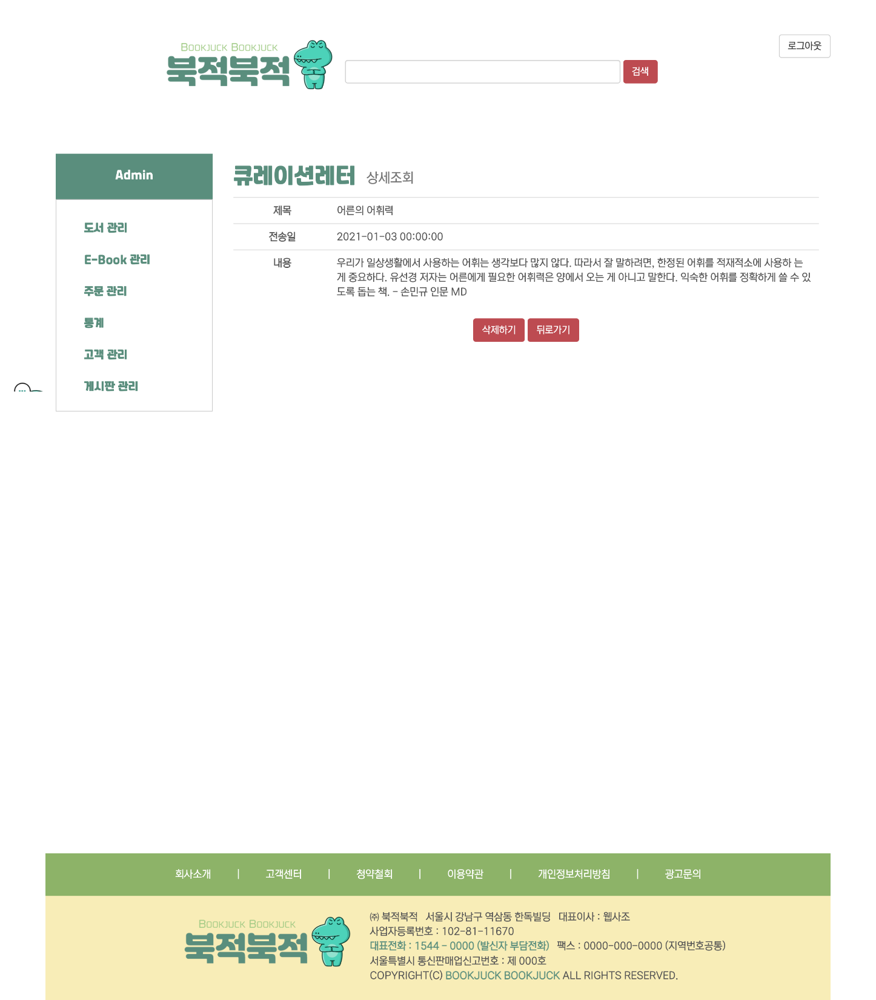 로그아웃
BOOKJUCK BOOKJUCK
북적북적
검색
Admin
도서 관리
E-Book 관리
주문 관리
통계
고객 관리
게시판 관리
큐레이션레터 상세조회
제목 어른의 어휘력
전송일 2021-01-03 00:00:00
내용 우리가 일상생활에서 사용하는 어휘는 생각보다 많지 않다. 따라서 잘 말하려면, 한정된 어휘를 적재적소에 사용하 는
게 중요하다. 유선경 저자는 어른에게 필요한 어휘력은 양에서 오는 게 아니고 말한다. 익숙한 어휘를 정확하게 쓸 수 있
도록 돕는 책. - 손민규 인문 MD
삭제하기 뒤로가기
회사소개 | 고객센터 | 청약철회 | 이용약관 | 개인정보처리방침 | 광고문의
BOOKJUCK BOOKJUCK
북적북적
㈜ 북적북적 서울시 강남구 역삼동 한독빌딩 대표이사 : 웹사조
사업자등록번호 : 102-81-11670
대표전화 : 1544 - 0000 (발신자 부담전화) 팩스 : 0000-000-0000 (지역번호공통)
서울특별시 통신판매업신고번호 : 제 000호
COPYRIGHT(C) BOOKJUCK BOOKJUCK ALL RIGHTS RESERVED.